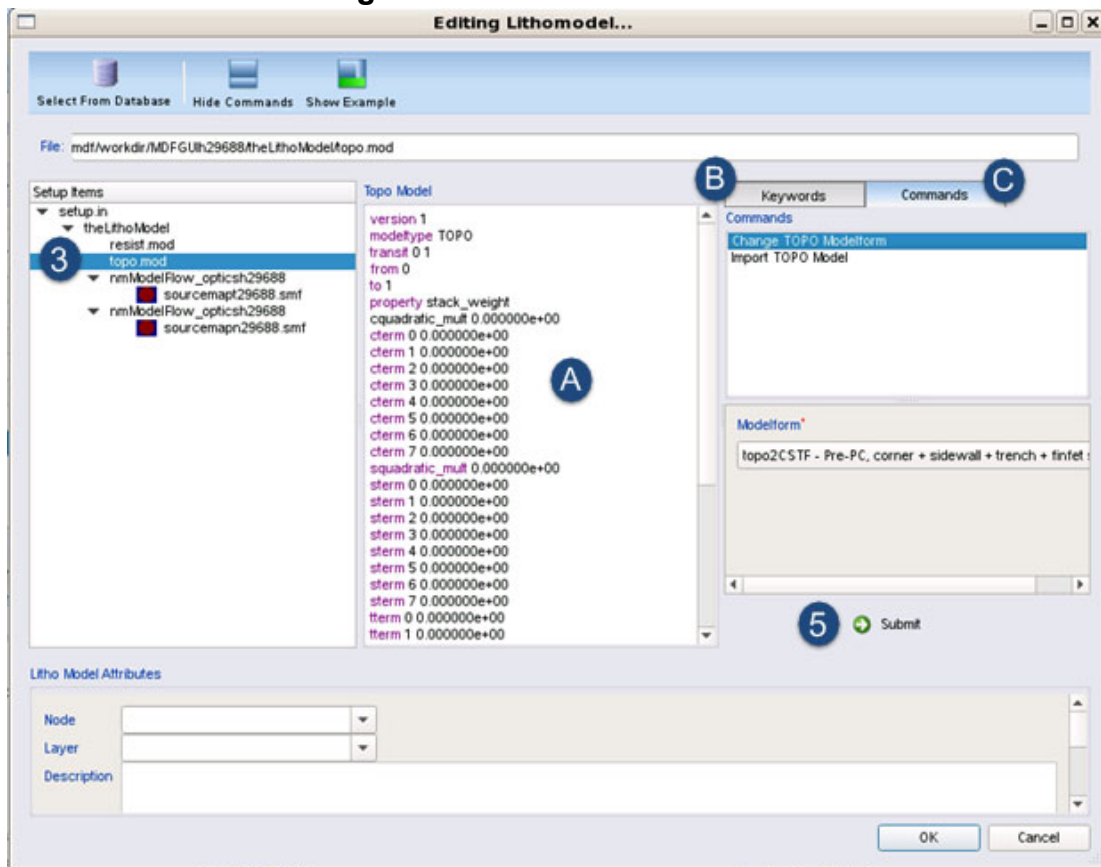 Editing Lithomodel...
Select From Database Hide Commands Show Example
File: mdt/workdir/MDFGUIh29688/theLithoModel/topo.mod
B C
Setup Items
setup.in
theLithoModel
resist.mod
3 topo.mod
nmModelFlow_opticsh29688
sourcemapt29688.smf
nmModelFlow_opticsh29688
sourcemapn29688.smf
Topo Model
version 1
modeltype TOPO
transit 0 1
from 0
to 1
property stack_weight
cquadratic_mult 0.000000e+00
cterm 0 0.000000e+00
cterm 1 0.000000e+00
cterm 2 0.000000e+00
cterm 3 0.000000e+00
cterm 4 0.000000e+00
cterm 5 0.000000e+00
cterm 6 0.000000e+00
cterm 7 0.000000e+00
squadratic_mult 0.000000e+00
sterm 0 0.000000e+00
sterm 1 0.000000e+00
sterm 2 0.000000e+00
sterm 3 0.000000e+00
sterm 4 0.000000e+00
sterm 5 0.000000e+00
sterm 6 0.000000e+00
sterm 7 0.000000e+00
tterm 0 0.000000e+00
tterm 1 0.000000e+00
A
Keywords Commands
Commands
Change TOPO Modelform
Import TOPO Model
Modelform*
topo2CSTF - Pre-PC, corner + sidewall + trench + finfet
5 Submit
Litho Model Attributes
Node
Layer
Description
OK Cancel